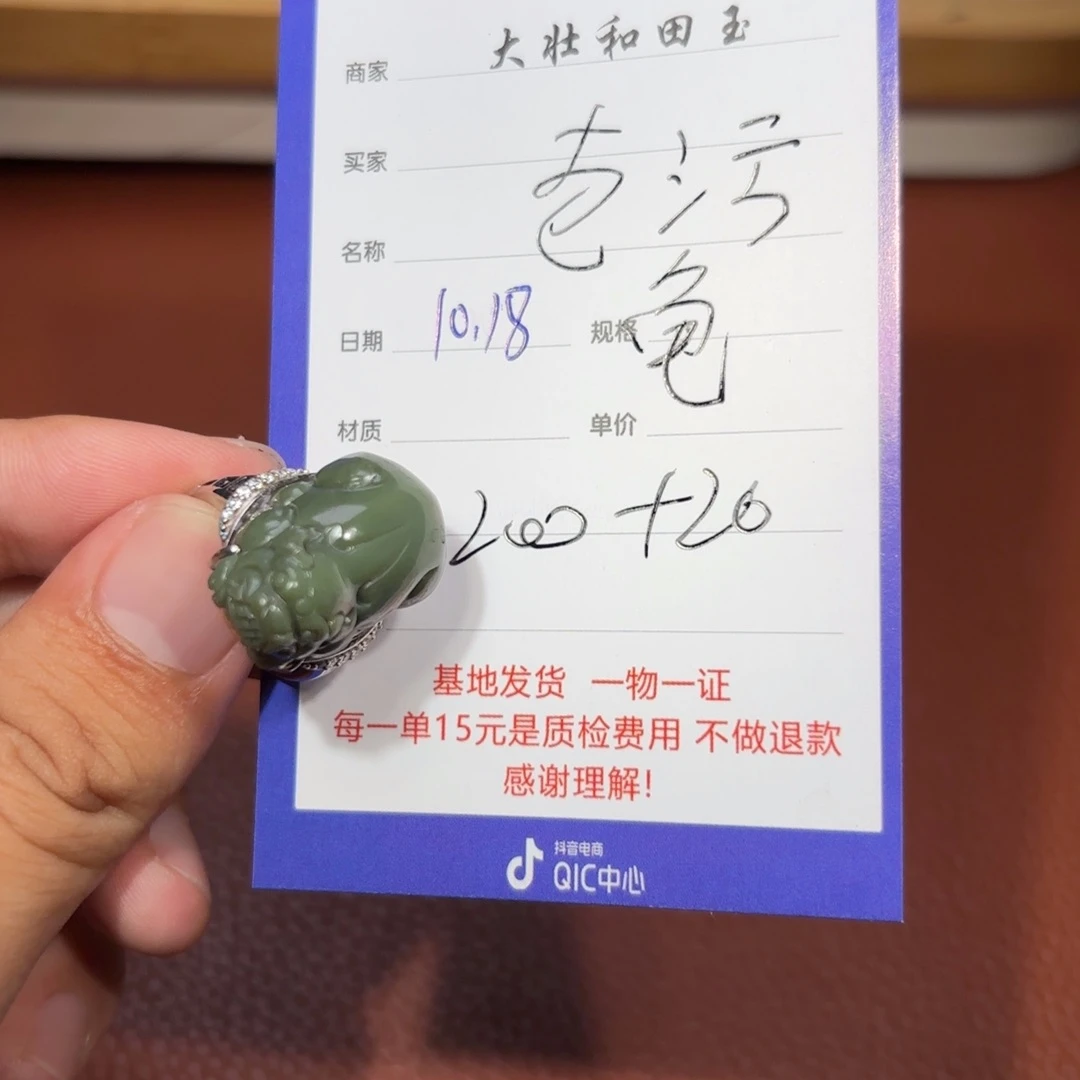 商家 大壮和田玉
买家 污
名称
龟
日期 10.18 规格
材质 单价
200+20
基地发货 一物一证
每一单15元是质检费用 不做退款
感谢理解!
抖音电商
QIC中心